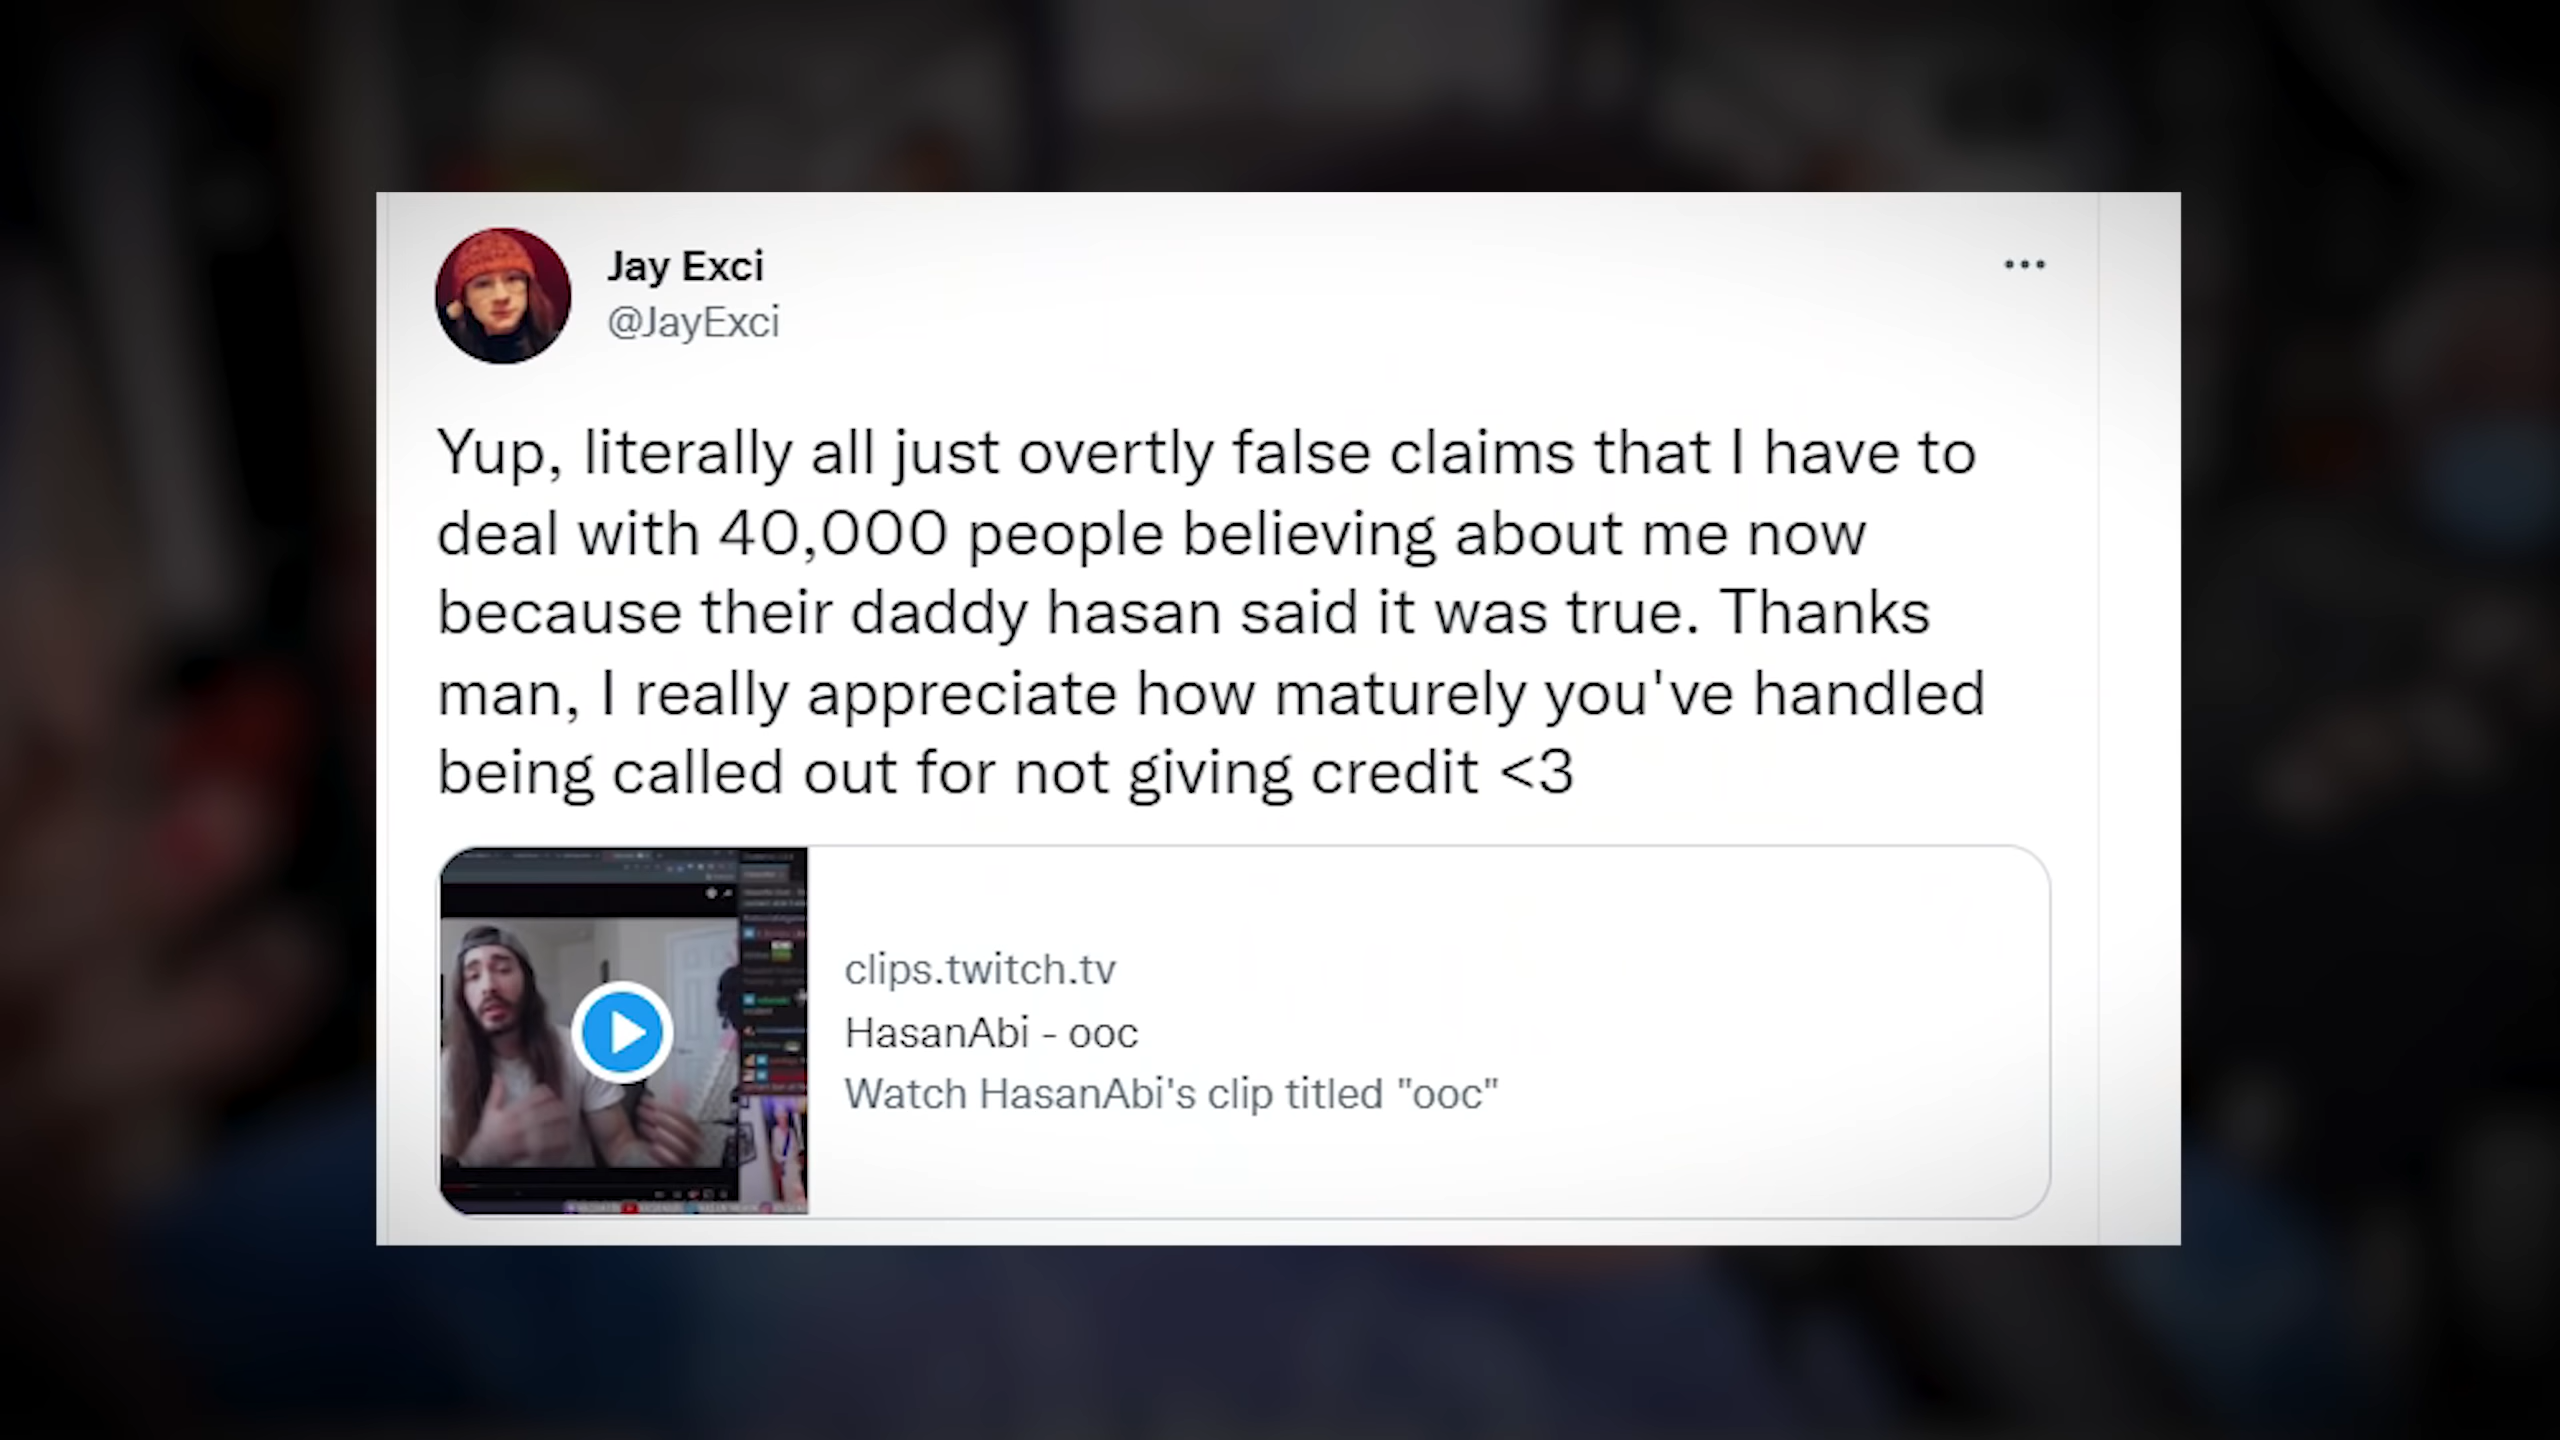 Jay Exci
@JayExci
Yup, literally all just overtly false claims that I have to
deal with 40,000 people believing about me now
because their daddy hasan said it was true. Thanks
man, I really appreciate how maturely you've handled
being called out for not giving credit <3
clips.twitch.tv
HasanAbi - ooc
Watch HasanAbi's clip titled "ooc"